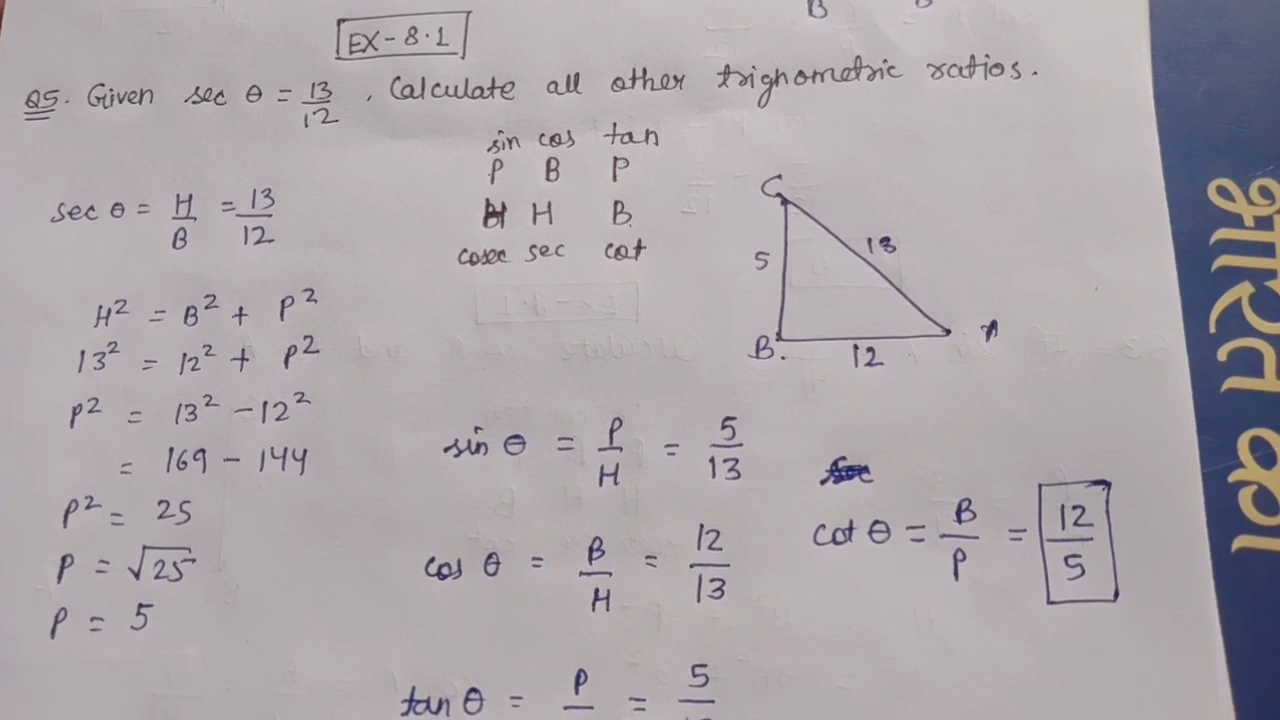 EX-8.1
Q5. Given sec θ = 13/12, Calculate all other trignometric ratios.
sin cos tan
P B P
H H B
cosec sec cot
sec θ = H/B = 13/12
H² = B² + P²
13² = 12² + P²
P² = 13² - 12²
= 169 - 144
P² = 25
P = √25
P = 5
C
5
13
B.
12
A
sin θ = P/H = 5/13
cos θ = B/H = 12/13
tan θ = P = 5
cot θ = B/P = 12/5
भारत का